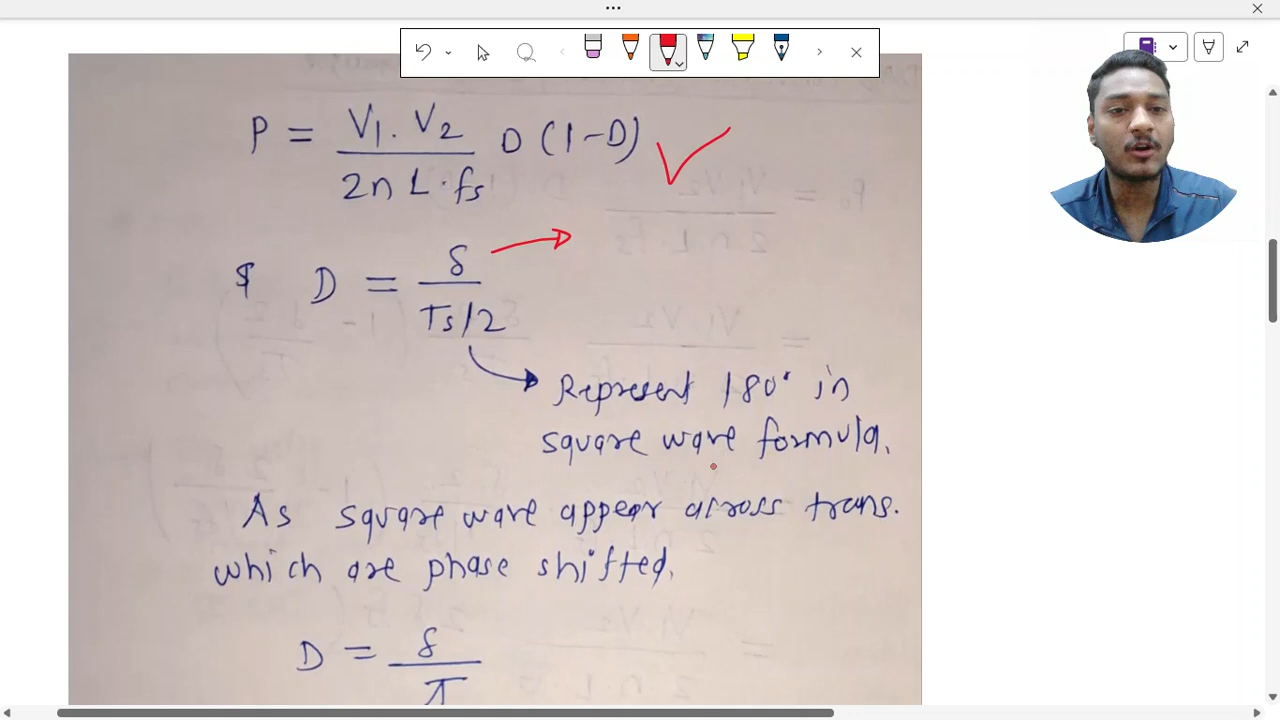 P = V1. V2 / 2n L.fs D (1-D)
& D = δ / Ts/2
Represent 180° in
square wave formula.
As square wave appear across trans.
which are phase shifted.
D = δ / π